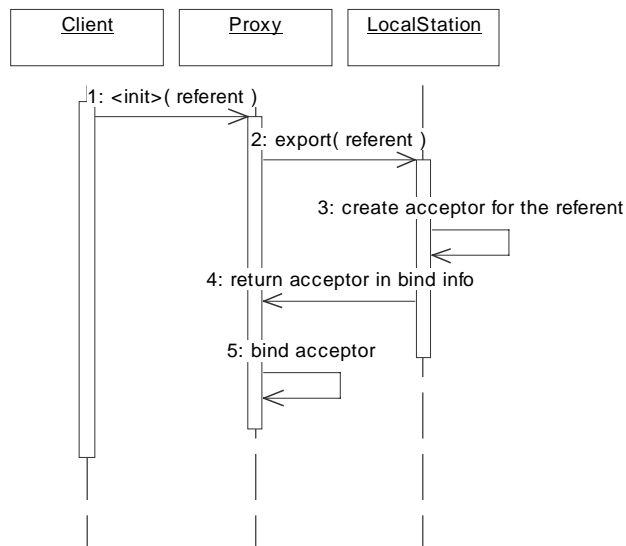 Client
Proxy
LocalStation
1: <init>( referent )
2: export( referent )
3: create acceptor for the referent
4: return acceptor in bind info
5: bind acceptor